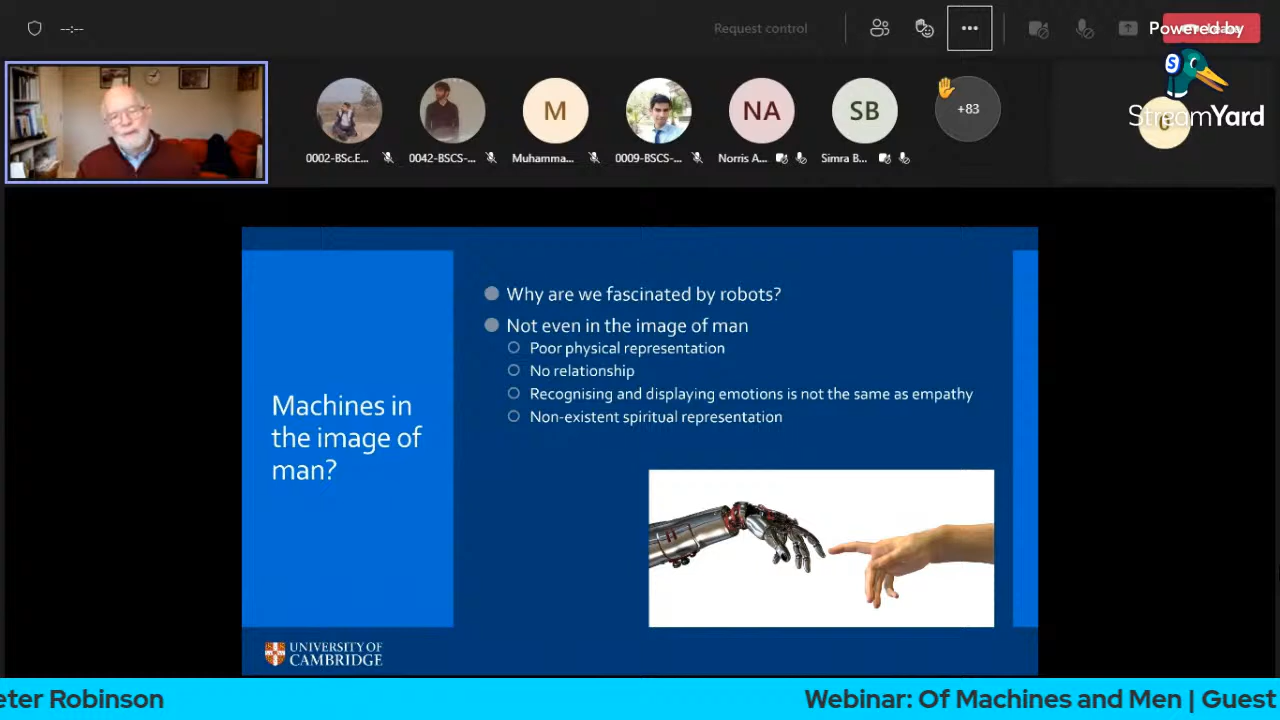 --:--
Request control
Powered by
StreamYard
M
NA
SB
+83
0002-BSc.E...
0042-BSCS-...
Muhamma...
0009-BSCS-...
Norris A...
Simra B...
Why are we fascinated by robots?
Not even in the image of man
Poor physical representation
No relationship
Recognising and displaying emotions is not the same as empathy
Non-existent spiritual representation
Machines in
the image of
man?
UNIVERSITY OF
CAMBRIDGE
eter Robinson
Webinar: Of Machines and Men | Guest